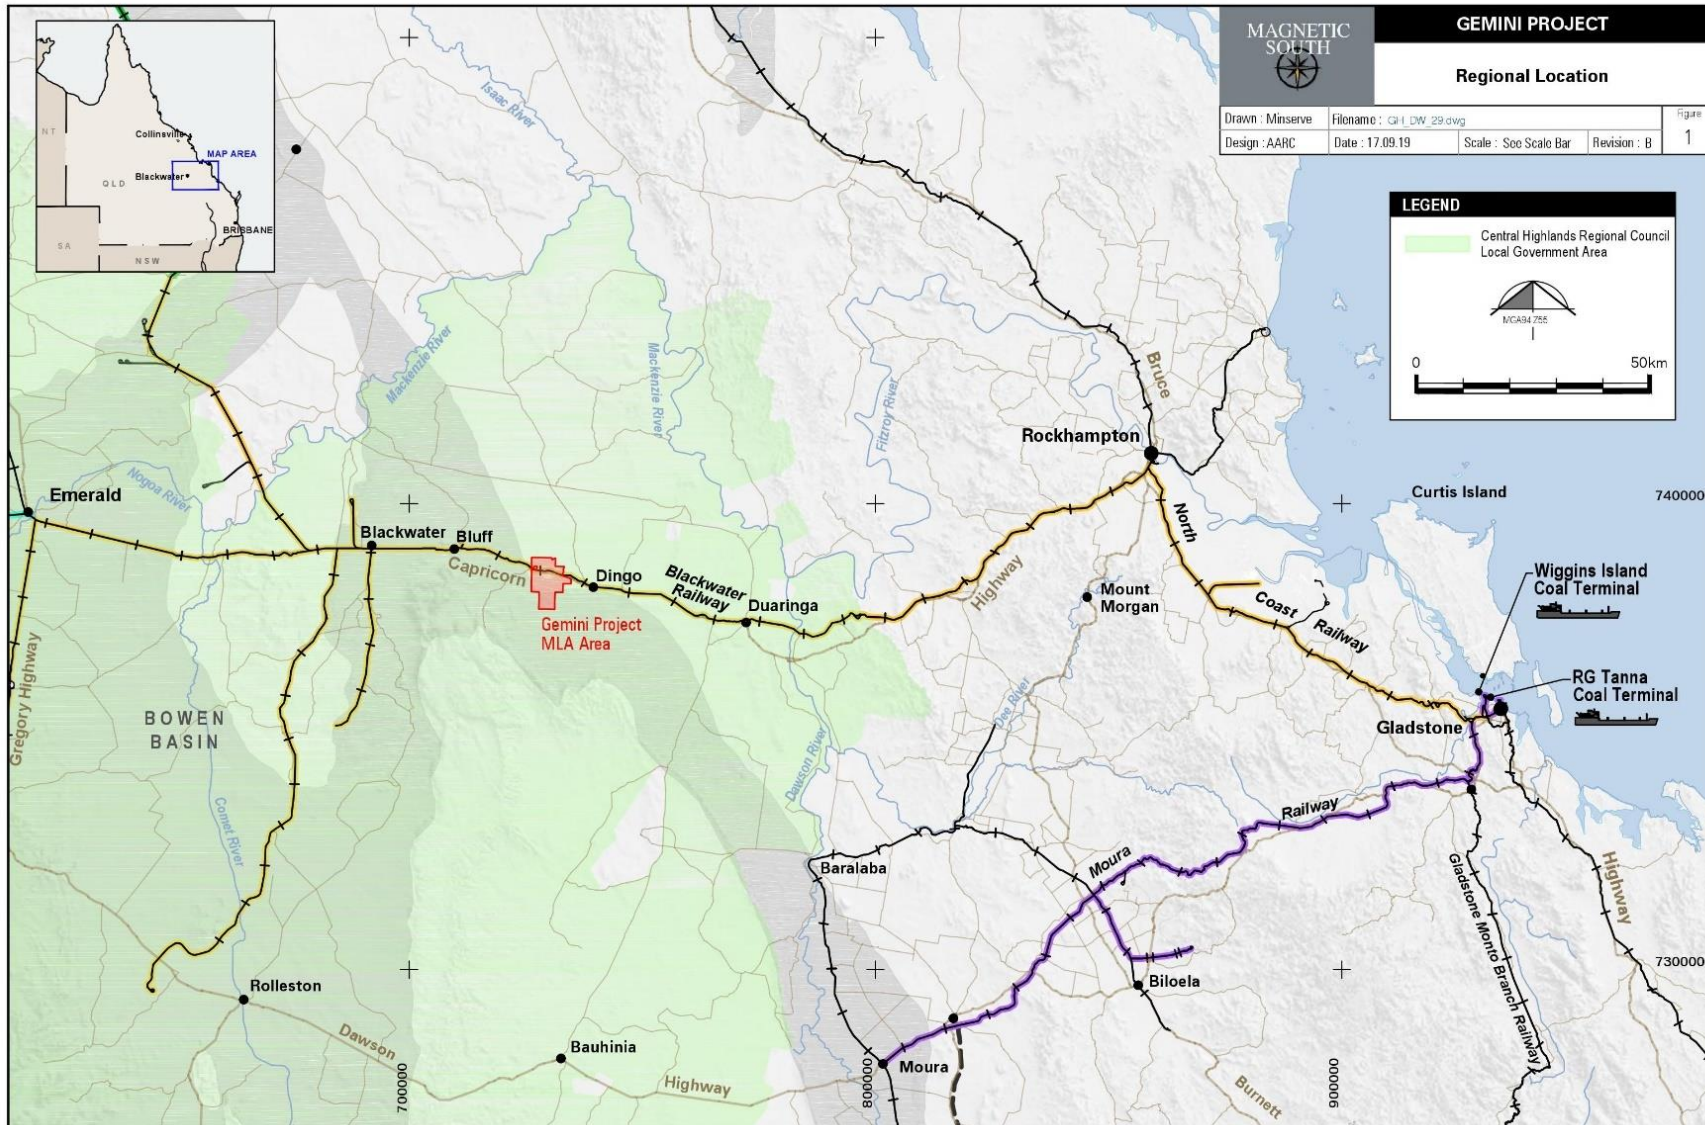 MAGNETIC
SOUTH
GEMINI PROJECT
Regional Location
Drawn : Minserve
Filename : GH_DW_29.dwg
Figure
1
Design : AARC
Date : 17.09.19
Scale : See Scale Bar
Revision : B
LEGEND
Central Highlands Regional Council
Local Government Area
MGA94 Z55
0
50km
Collinsville
MAP AREA
Blackwater
NT
QLD
BRISBANE
SA
NSW
Isaac River
Mackenzie River
Mackenzie River
Fitzroy River
Bruce
Rockhampton
Curtis Island
740000
Emerald
Nogoa River
Blackwater
Bluff
Capricorn
Dingo
Blackwater
Railway
Duaringa
Highway
North
Mount
Morgan
Coast
Railway
Wiggins Island
Coal Terminal
Gemini Project
MLA Area
RG Tanna
Coal Terminal
Gladstone
Gregory Highway
BOWEN
BASIN
Dee River
Dawson River
Comet River
Railway
Moura
Baralaba
Gladstone Monto Branch Railway
Highway
730000
Rolleston
Biloela
Dawson
Bauhinia
Highway
Moura
Burnett
700000
800000
900000